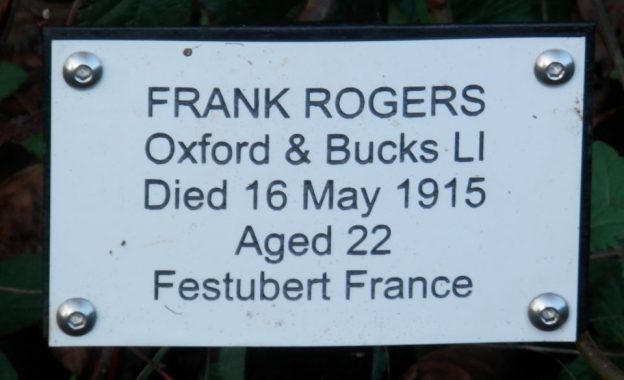 FRANK ROGERS
Oxford & Bucks LI
Died 16 May 1915
Aged 22
Festubert France